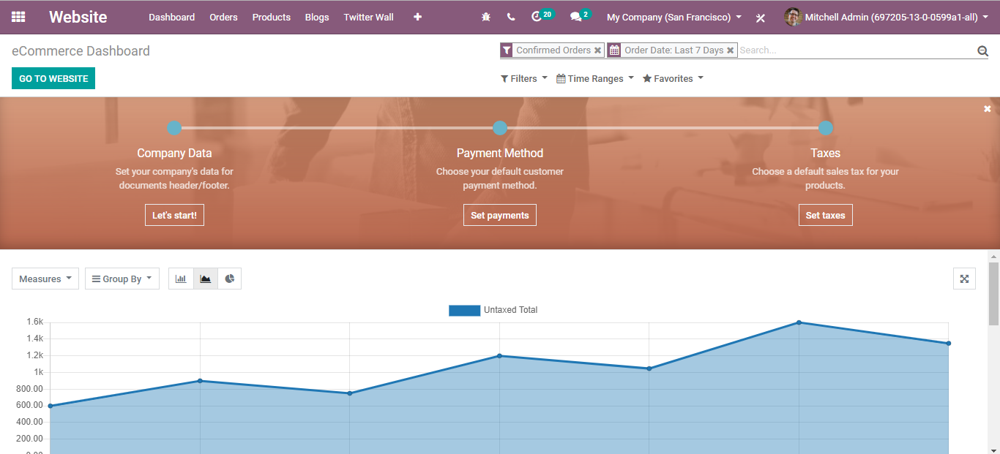 Website Dashboard Orders Products Blogs Twitter Wall 20 2 My Company (San Francisco) Mitchell Admin (697205-13-0-0599a1-all)
eCommerce Dashboard Confirmed Orders Order Date: Last 7 Days Search...
GO TO WEBSITE Filters Time Ranges Favorites
Company Data Payment Method Taxes
Set your company's data for Choose your default customer Choose a default sales tax for your
documents header/footer. payment method. products.
Let's start! Set payments Set taxes
Measures Group By
Untaxed Total
1.6k
1.4k
1.2k
1k
800.00
600.00
400.00
200.00
0.00